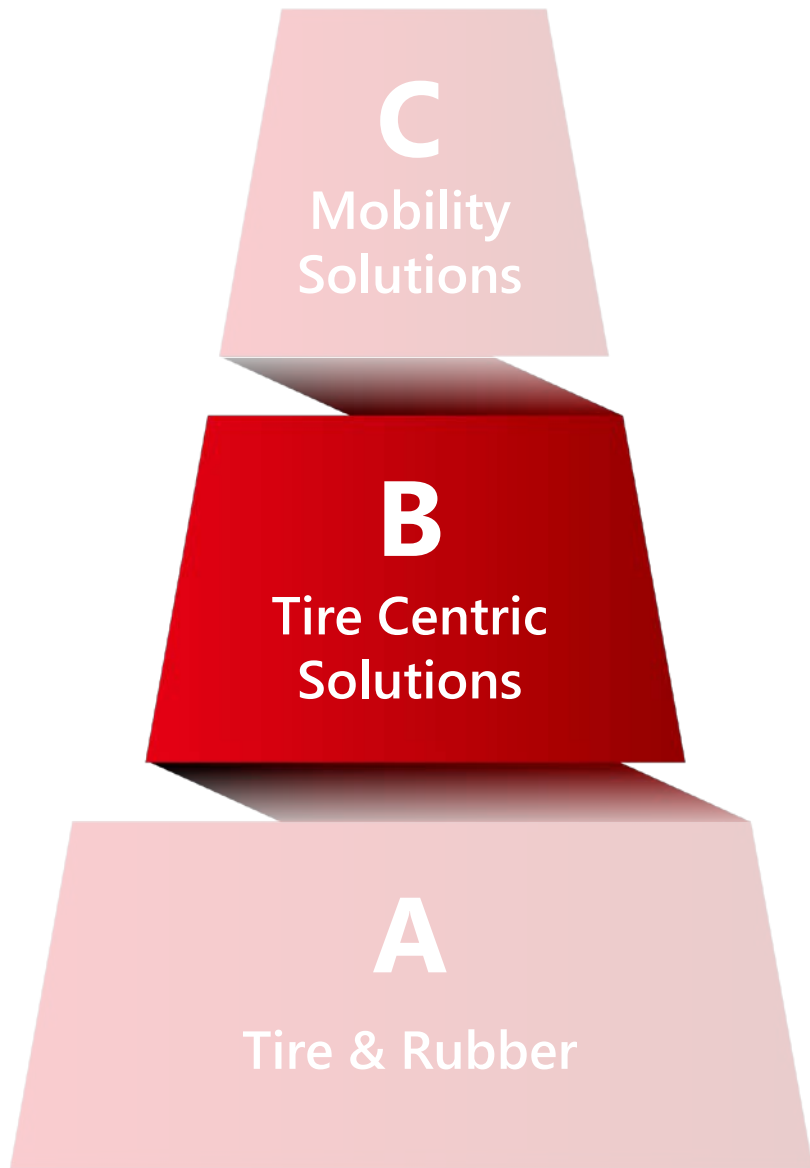 C
Mobility
Solutions
B
Tire Centric
Solutions
A
Tire & Rubber